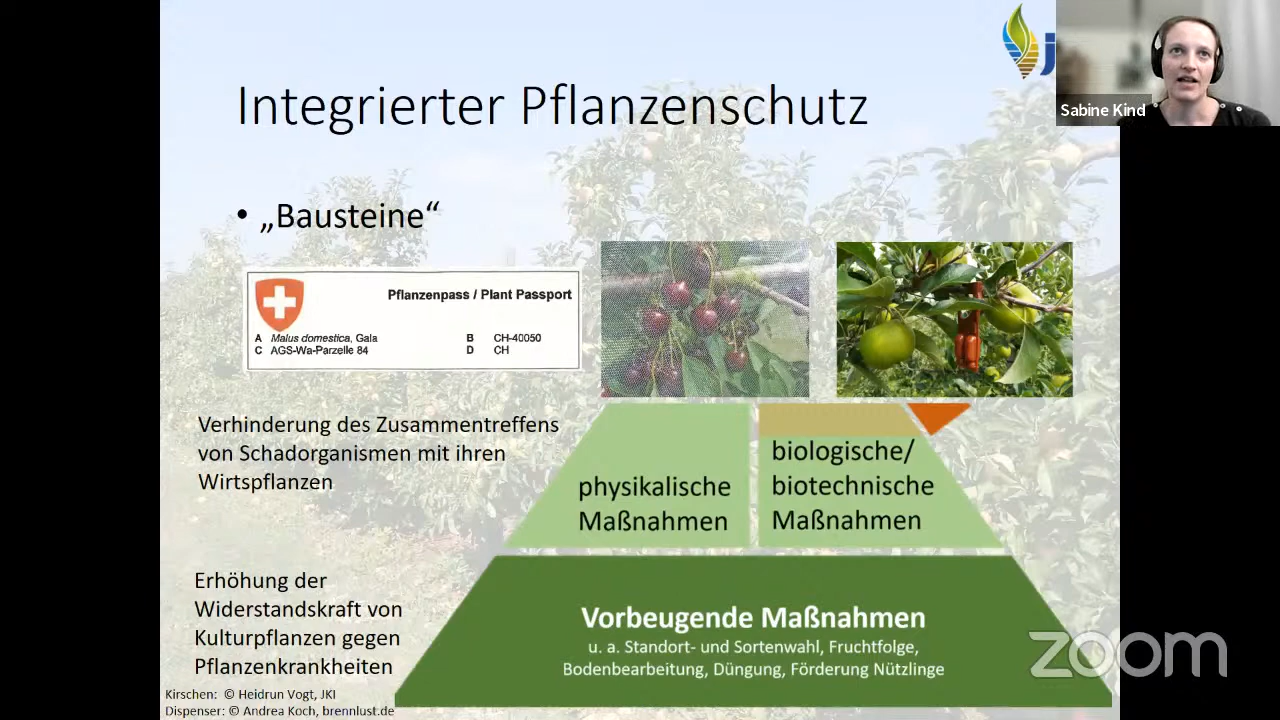 Integrierter Pflanzenschutz
j
Sabine Kind
• „Bausteine“
Pflanzenpass / Plant Passport
A Malus domestica, Gala B CH-40050
C AGS-Wa-Parzelle 84 D CH
Verhinderung des Zusammentreffens
von Schadorganismen mit ihren
Wirtspflanzen
physikalische
Maßnahmen
biologische/
biotechnische
Maßnahmen
Erhöhung der
Widerstandskraft von
Kulturpflanzen gegen
Pflanzenkrankheiten
Vorbeugende Maßnahmen
u. a. Standort- und Sortenwahl, Fruchtfolge,
Bodenbearbeitung, Düngung, Förderung Nützlinge
zoom
Kirschen: © Heidrun Vogt, JKI
Dispenser: © Andrea Koch, brennlust.de